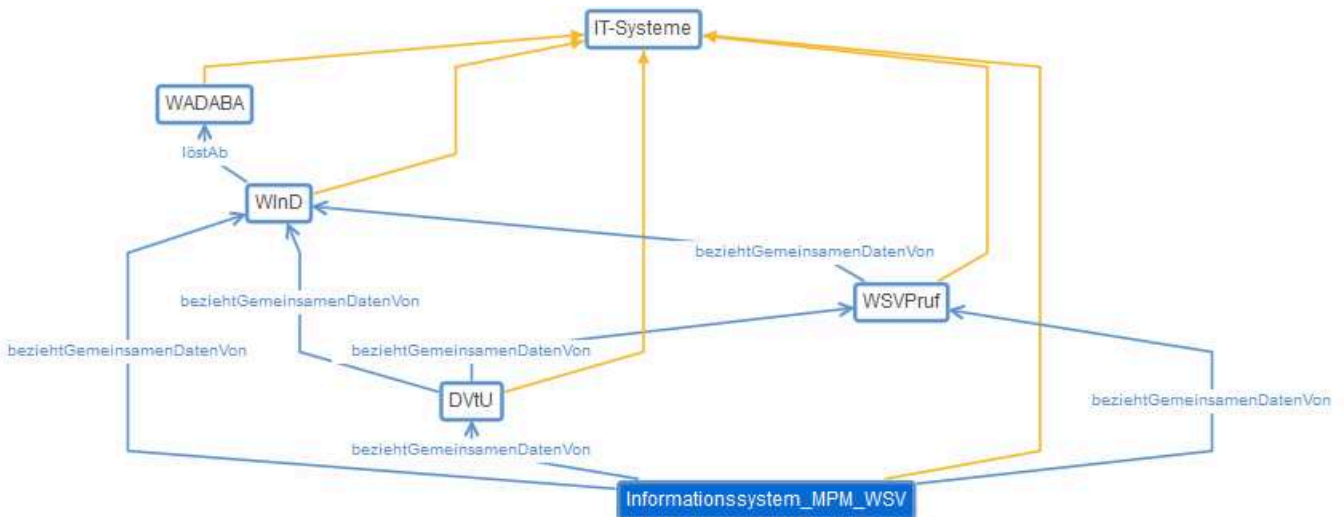 IT-Systeme
WADABA
löstAb
WInD
beziehtGemeinsamenDatenVon
beziehtGemeinsamenDatenVon
WSVPruf
beziehtGemeinsamenDatenVon
beziehtGemeinsamenDatenVon
DVtU
beziehtGemeinsamenDatenVon
beziehtGemeinsamenDatenVon
Informationssystem_MPM_WSV